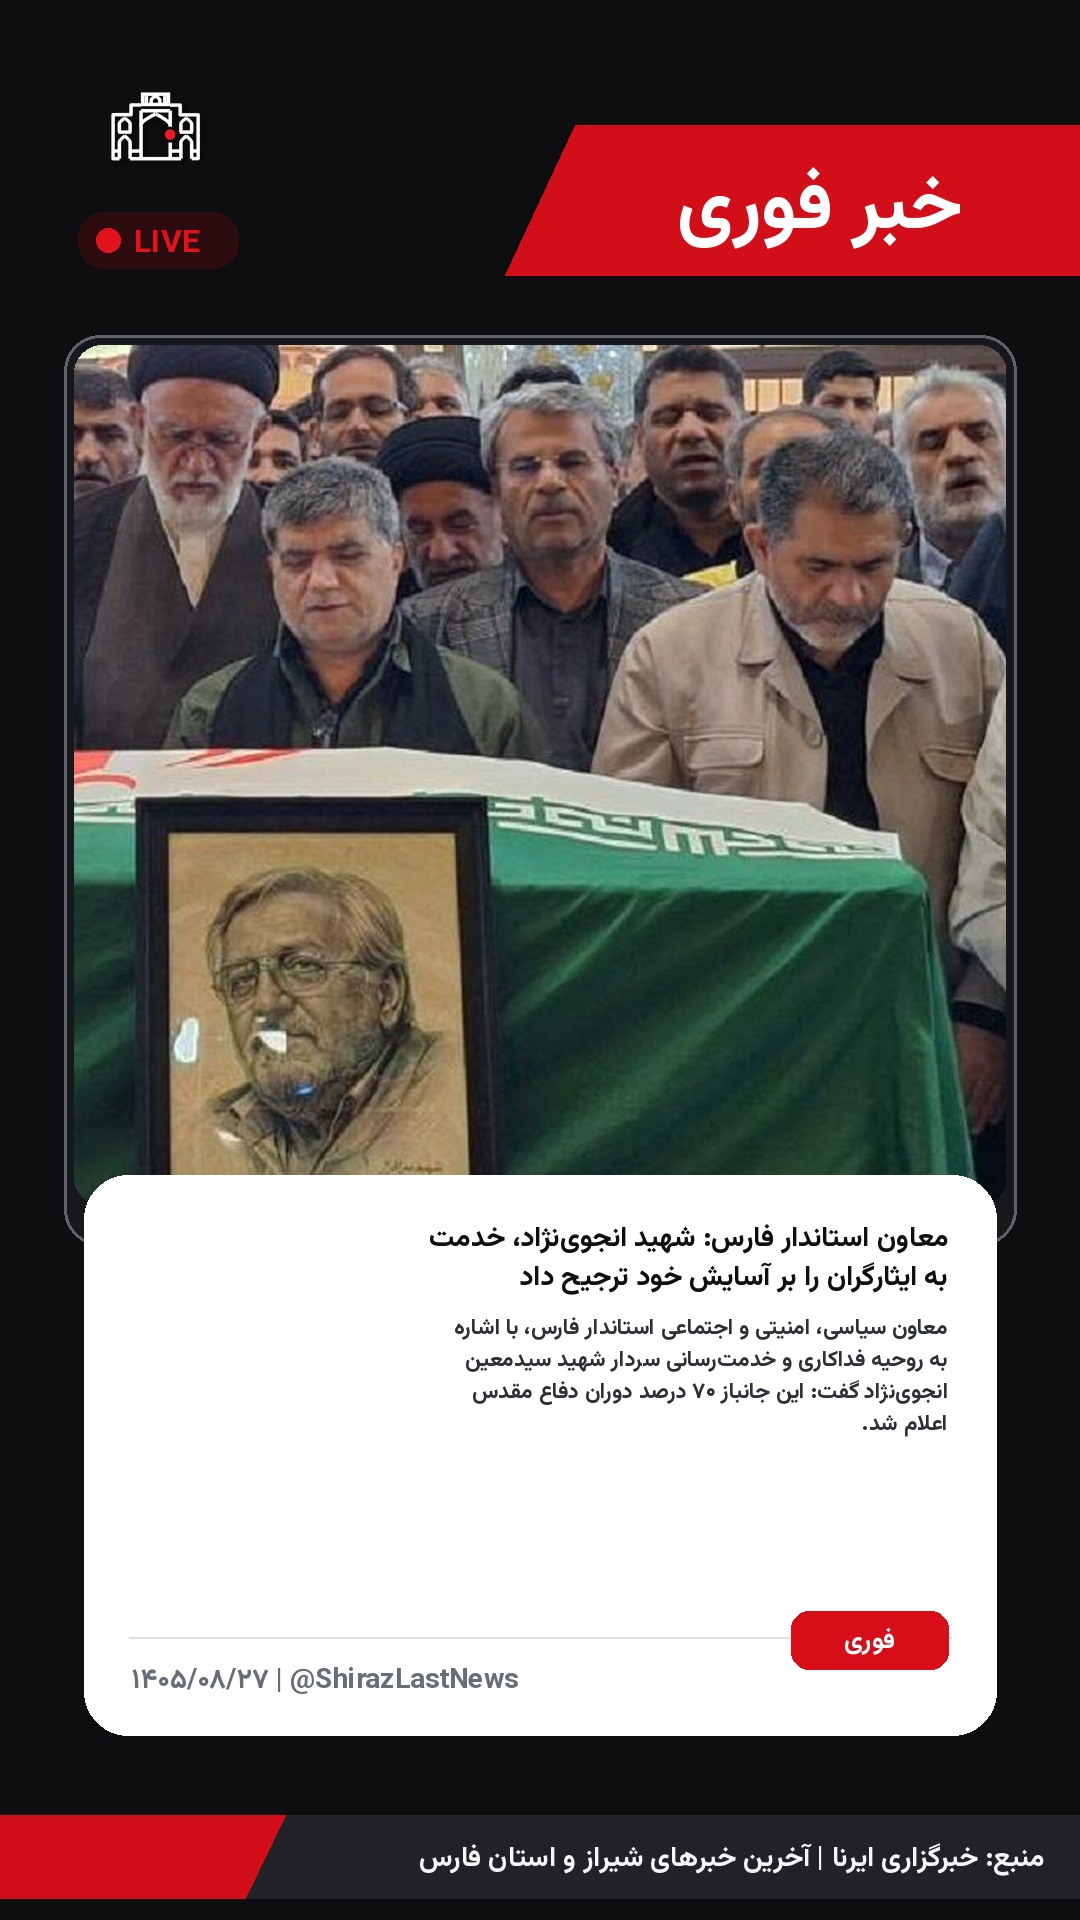 خبر فوری
LIVE
معاون استاندار فارس: شهید انجوی‌نژاد، خدمت
به ایثارگران را بر آسایش خود ترجیح داد
معاون سیاسی، امنیتی و اجتماعی استاندار فارس، با اشاره
به روحیه فداکاری و خدمت‌رسانی سردار شهید سیدمعین
انجوی‌نژاد گفت: این جانباز ۷۰ درصد دوران دفاع مقدس
اعلام شد.
فوری
۱۴۰۵/۰۸/۲۷ | @ShirazLastNews
منبع: خبرگزاری ایرنا | آخرین خبرهای شیراز و استان فارس